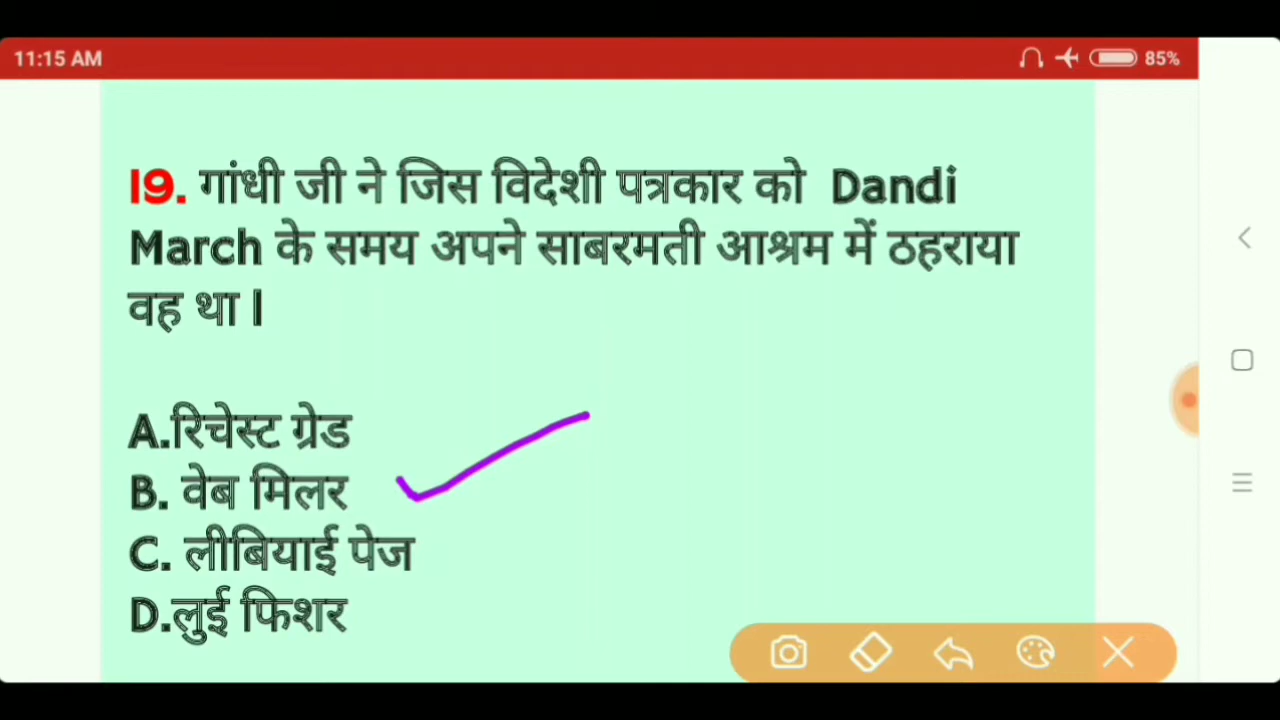 11:15 AM
85%
19. गांधी जी ने जिस विदेशी पत्रकार को Dandi
March के समय अपने साबरमती आश्रम में ठहराया
वह था l
A.रिचेस्ट ग्रेड
B. वेब मिलर
C. लीबियाई पेज
D.लुई फिशर